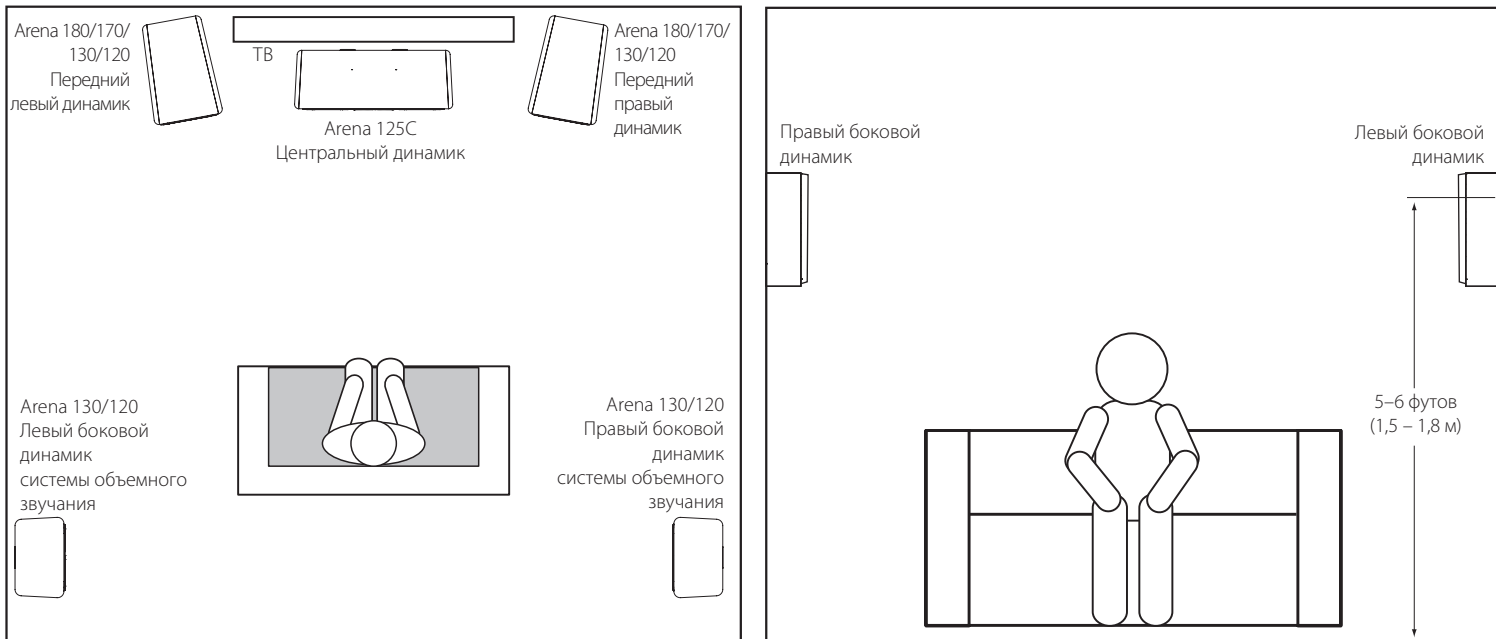 Arena 180/170/
130/120
Передний
левый динамик
ТВ
Arena 125C
Центральный динамик
Arena 180/170/
130/120
Передний
правый
динамик
Arena 130/120
Левый боковой
динамик
системы объемного
звучания
Arena 130/120
Правый боковой
динамик
системы объемного
звучания
Правый боковой
динамик
Левый боковой
динамик
5–6 футов
(1,5 – 1,8 м)